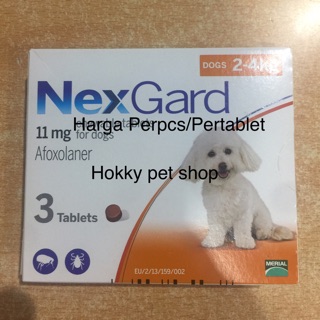 DOGS 2-4 kg
NexGard
11 mg
Harga Perpcs/Pertablet
for dogs
Afoxolaner
Hokky pet shop
3 Tablets
EU/2/13/159/002
MERIAL